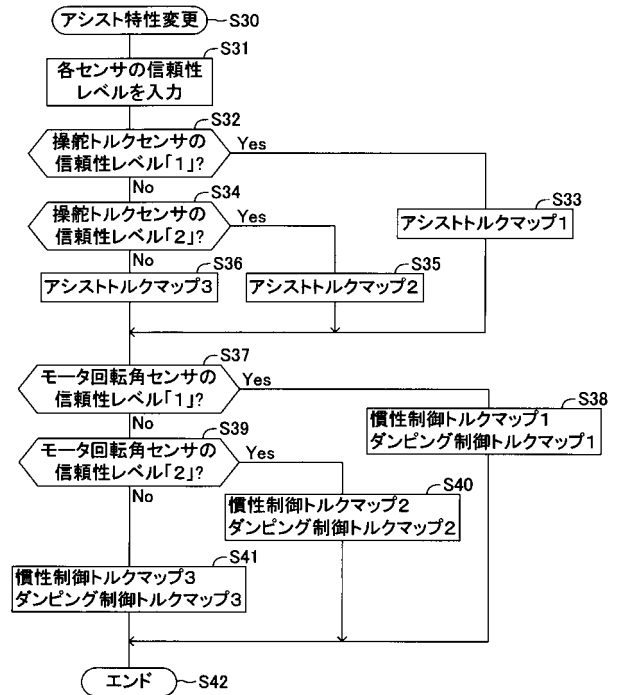 アシスト特性変更
S30
S31
各センサの信頼性
レベルを入力
S32
操舵トルクセンサの
信頼性レベル「1」?
Yes
No
S33
アシストトルクマップ1
S34
操舵トルクセンサの
信頼性レベル「2」?
Yes
No
S35
アシストトルクマップ2
S36
アシストトルクマップ3
S37
モータ回転角センサの
信頼性レベル「1」?
Yes
No
S38
慣性制御トルクマップ1
ダンピング制御トルクマップ1
S39
モータ回転角センサの
信頼性レベル「2」?
Yes
No
S40
慣性制御トルクマップ2
ダンピング制御トルクマップ2
S41
慣性制御トルクマップ3
ダンピング制御トルクマップ3
エンド
S42